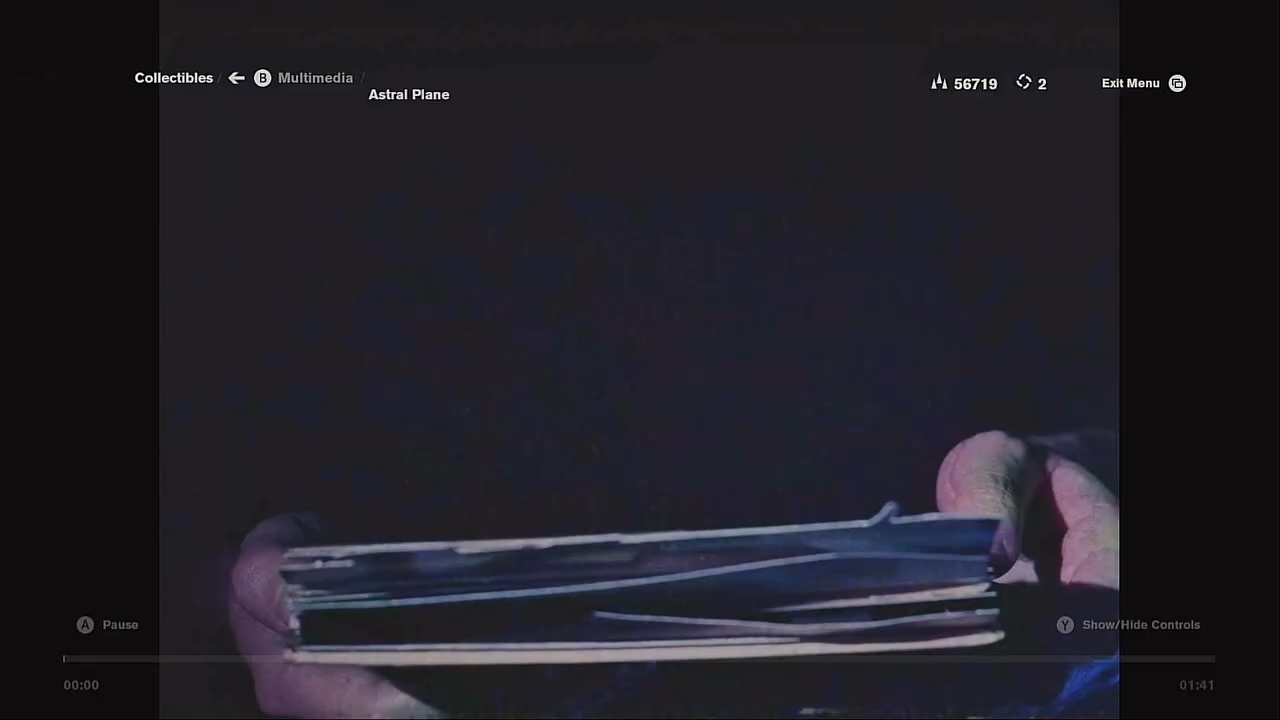 Collectibles / ← B Multimedia /
Astral Plane
56719 2
Exit Menu
A Pause
Y Show/Hide Controls
00:00
01:41